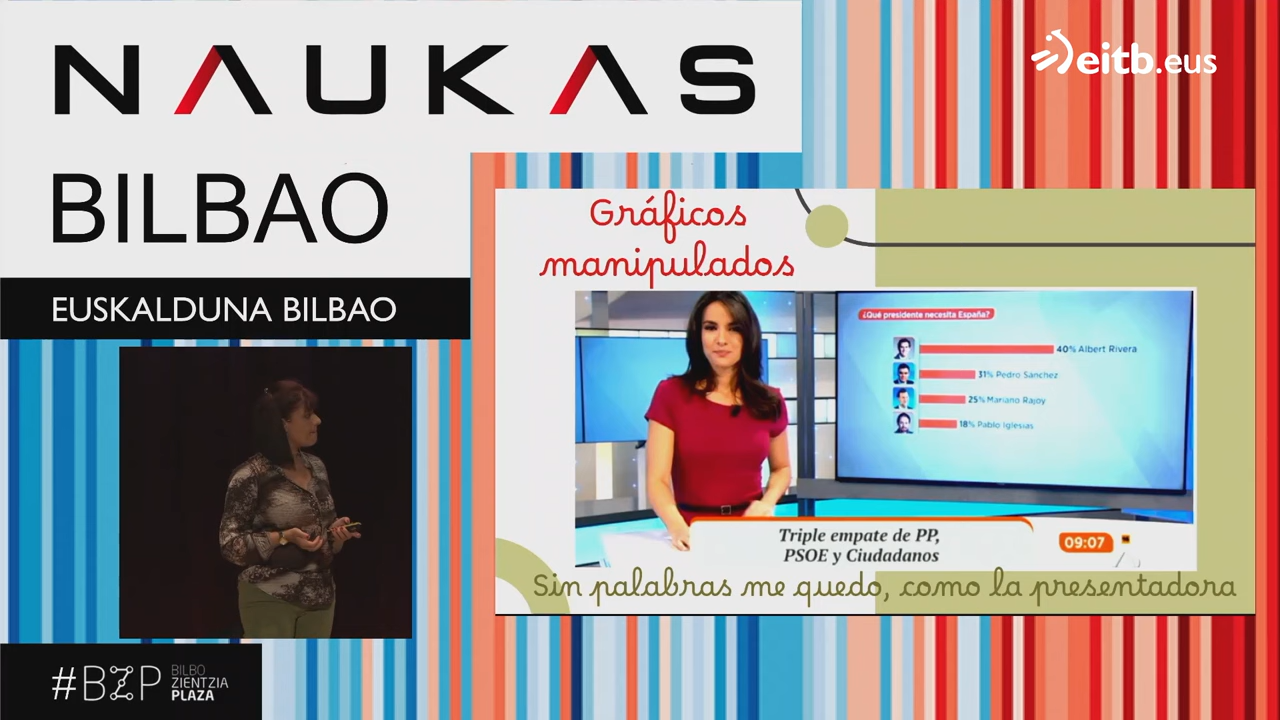 NAUKAS
BILBAO
EUSKALDUNA BILBAO
eitb.eus
Gráficos
manipulados
¿Qué presidente necesita España?
40% Albert Rivera
31% Pedro Sanchez
25% Mariano Rajoy
18% Pablo Iglesias
Triple empate de PP,
PSOE y Ciudadanos
09:07
Sin palabras me quedo, como la presentadora
#BZP
BILBO
ZIENTZIA
PLAZA